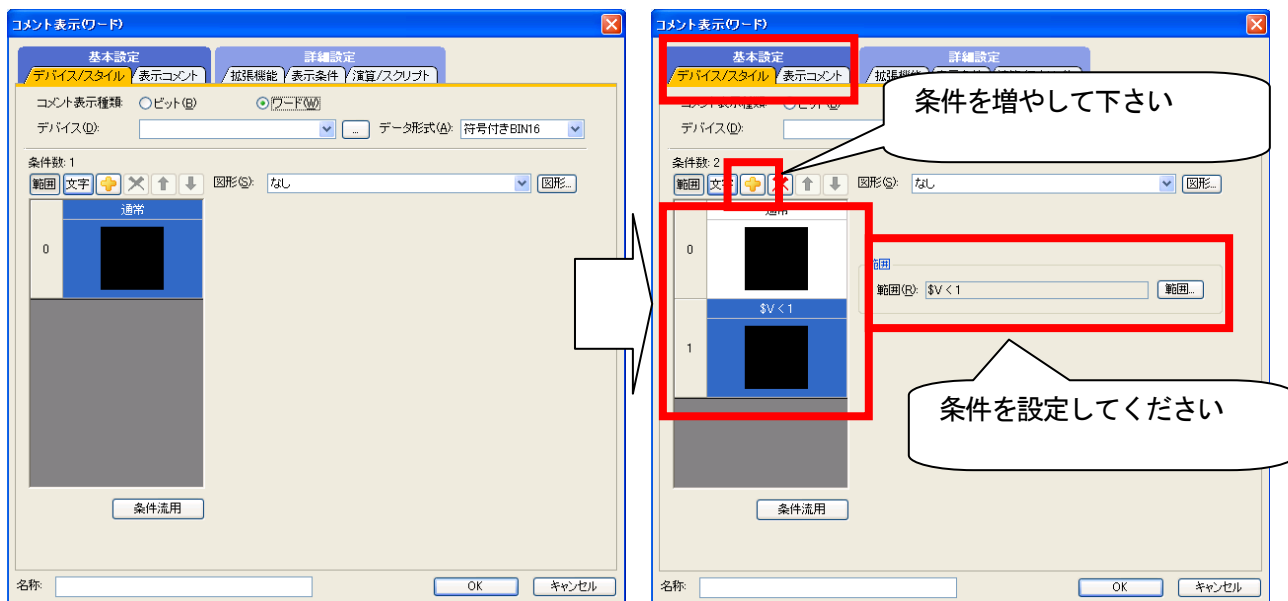 コメント表示(ワード)
基本設定
詳細設定
デバイス/スタイル
表示コメント
拡張機能
表示条件
演算/スクリプト
コメント表示種類:
ビット(B)
ワード(W)
デバイス(D):
...
データ形式(A):
符号付きBIN16
条件数: 1
範囲
文字
図形(S):
なし
図形...
通常
0
条件流用
名称:
OK
キャンセル
コメント表示(ワード)
基本設定
詳細設定
デバイス/スタイル
表示コメント
条件を増やして下さい
デバイス(D):
条件数: 2
範囲
図形(S):
なし
図形...
通常
0
範囲
範囲(R):
$V < 1
範囲...
$V < 1
1
条件を設定してください
条件流用
名称:
OK
キャンセル